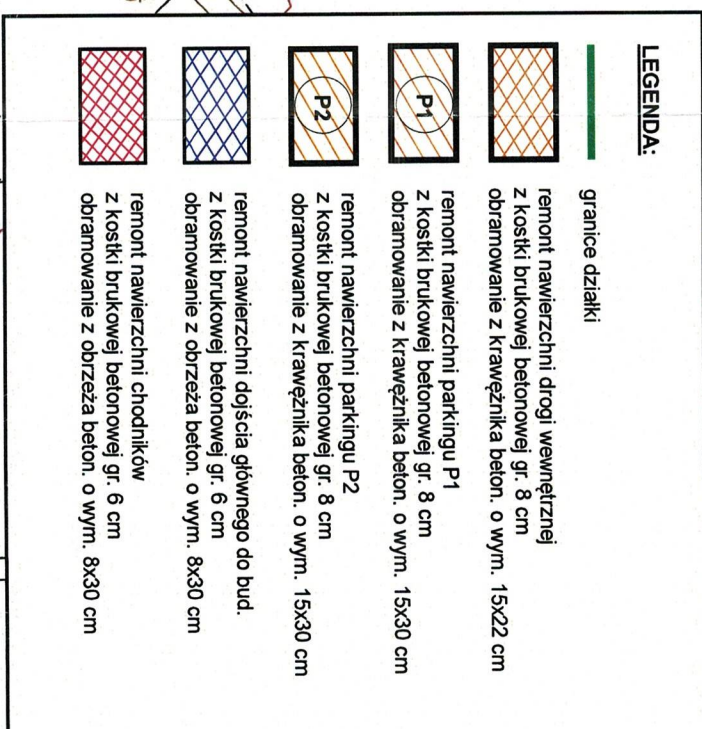 LEGENDA:
granice działki
remont nawierzchni drogi wewnętrznej
z kostki brukowej betonowej gr. 8 cm
obramowanie z krawężnika beton. o wym. 15x22 cm
P1
remont nawierzchni parkingu P1
z kostki brukowej betonowej gr. 8 cm
obramowanie z krawężnika beton. o wym. 15x30 cm
P2
remont nawierzchni parkingu P2
z kostki brukowej betonowej gr. 8 cm
obramowanie z krawężnika beton. o wym. 15x30 cm
remont nawierzchni dojścia głównego do bud.
z kostki brukowej betonowej gr. 6 cm
obramowanie z obrzeża beton. o wym. 8x30 cm
remont nawierzchni chodników
z kostki brukowej betonowej gr. 6 cm
obramowanie z obrzeża beton. o wym. 8x30 cm